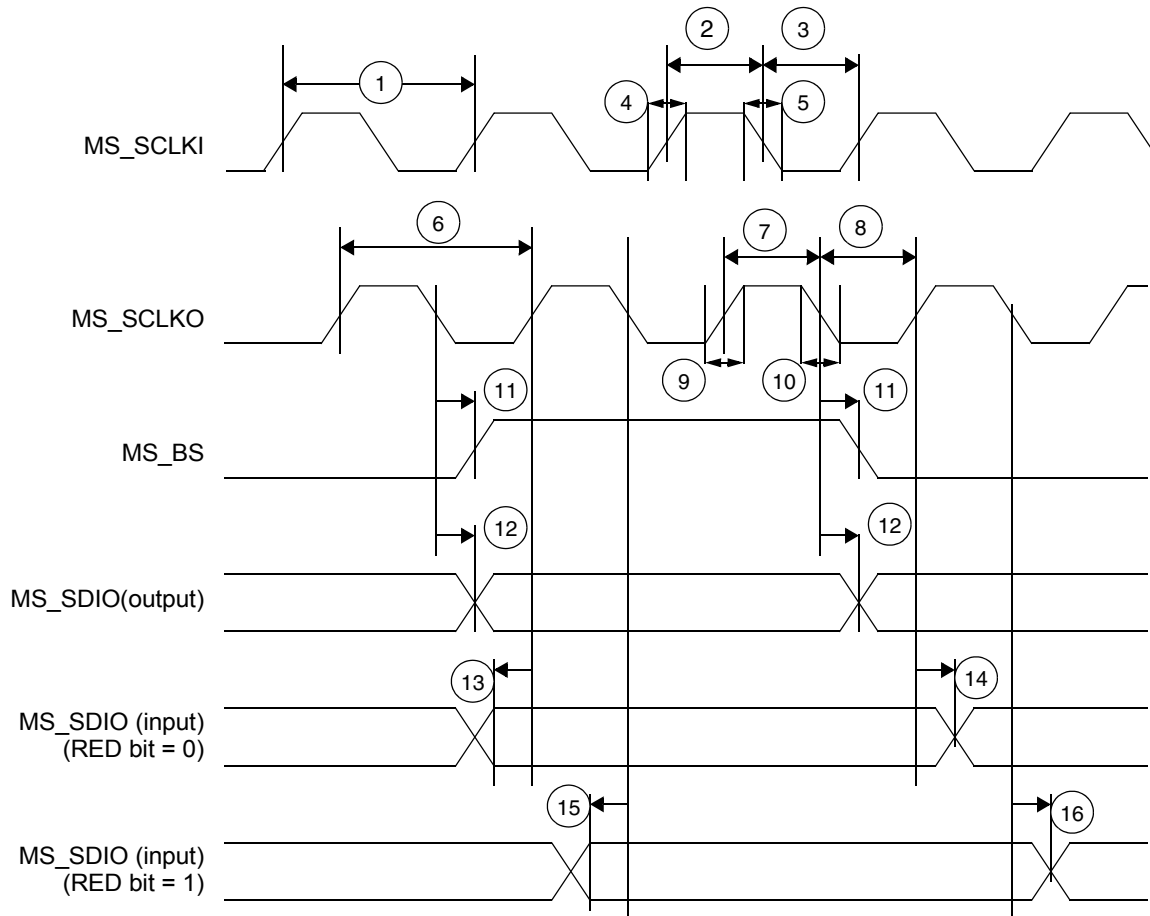 2
3
1
4
5
MS_SCLKI
6
7
8
MS_SCLKO
9
10
11
11
MS_BS
12
12
MS_SDIO(output)
13
14
MS_SDIO (input)
(RED bit = 0)
15
16
MS_SDIO (input)
(RED bit = 1)